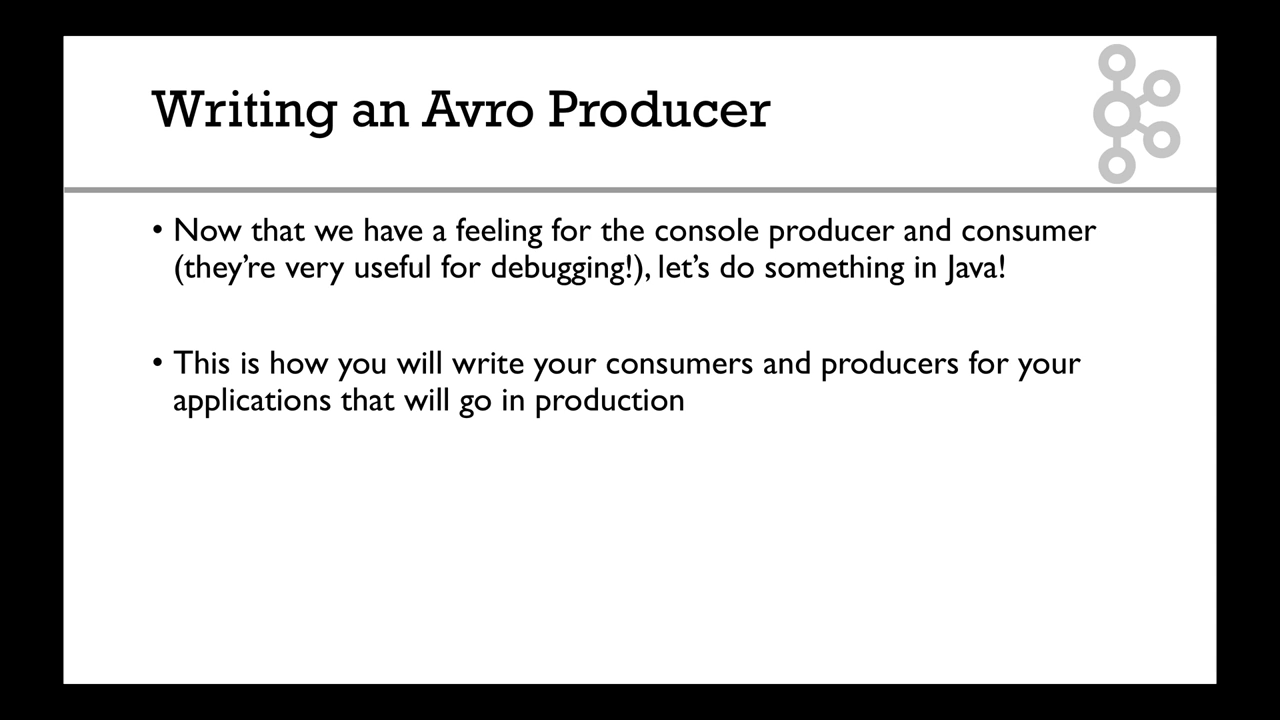 Writing an Avro Producer
• Now that we have a feeling for the console producer and consumer
(they’re very useful for debugging!), let’s do something in Java!
• This is how you will write your consumers and producers for your
applications that will go in production